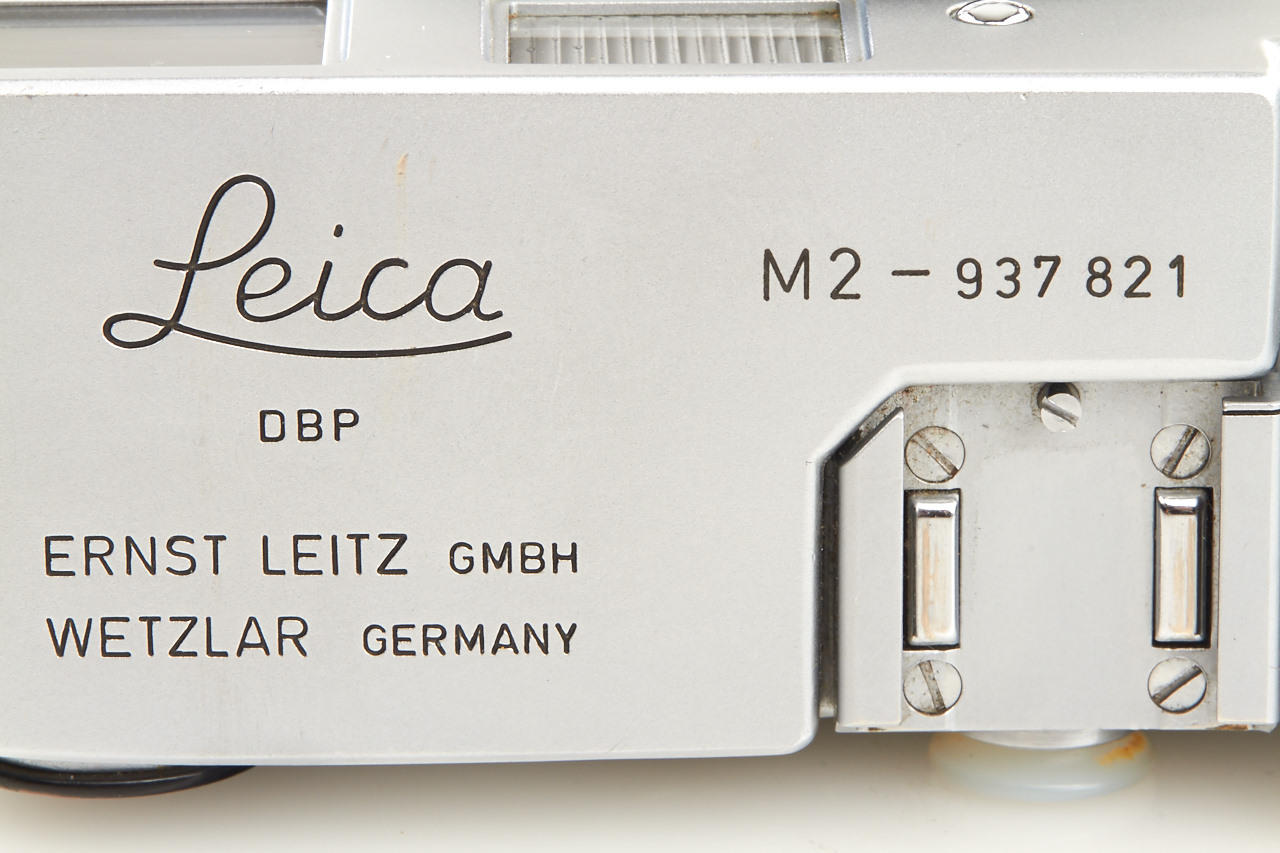 Leica
DBP
ERNST LEITZ GMBH
WETZLAR GERMANY
M2 – 937 821